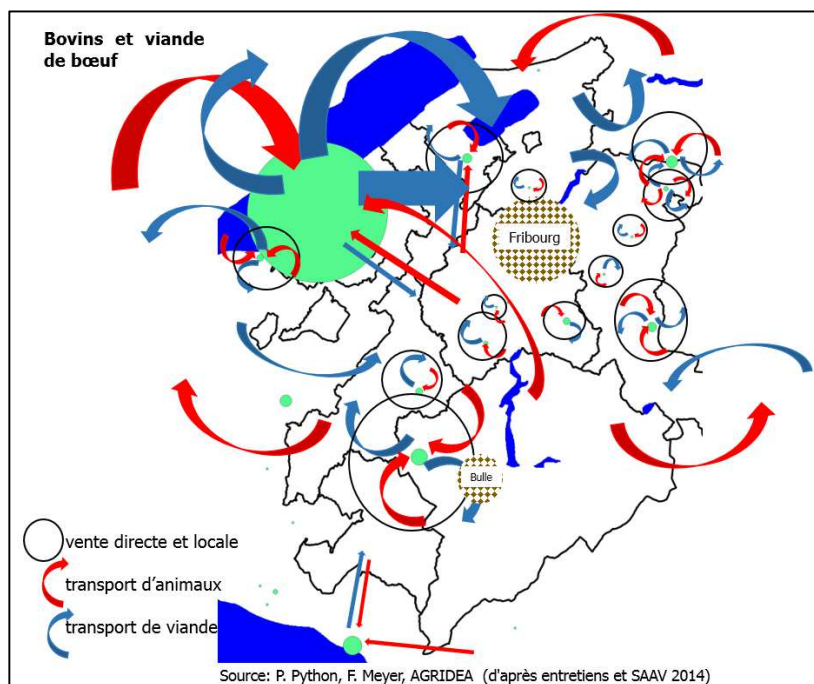 Bovins et viande
de bœuf
Fribourg
Bulle
vente directe et locale
transport d’animaux
transport de viande
Source: P. Python, F. Meyer, AGRIDEA (d'après entretiens et SAAV 2014)